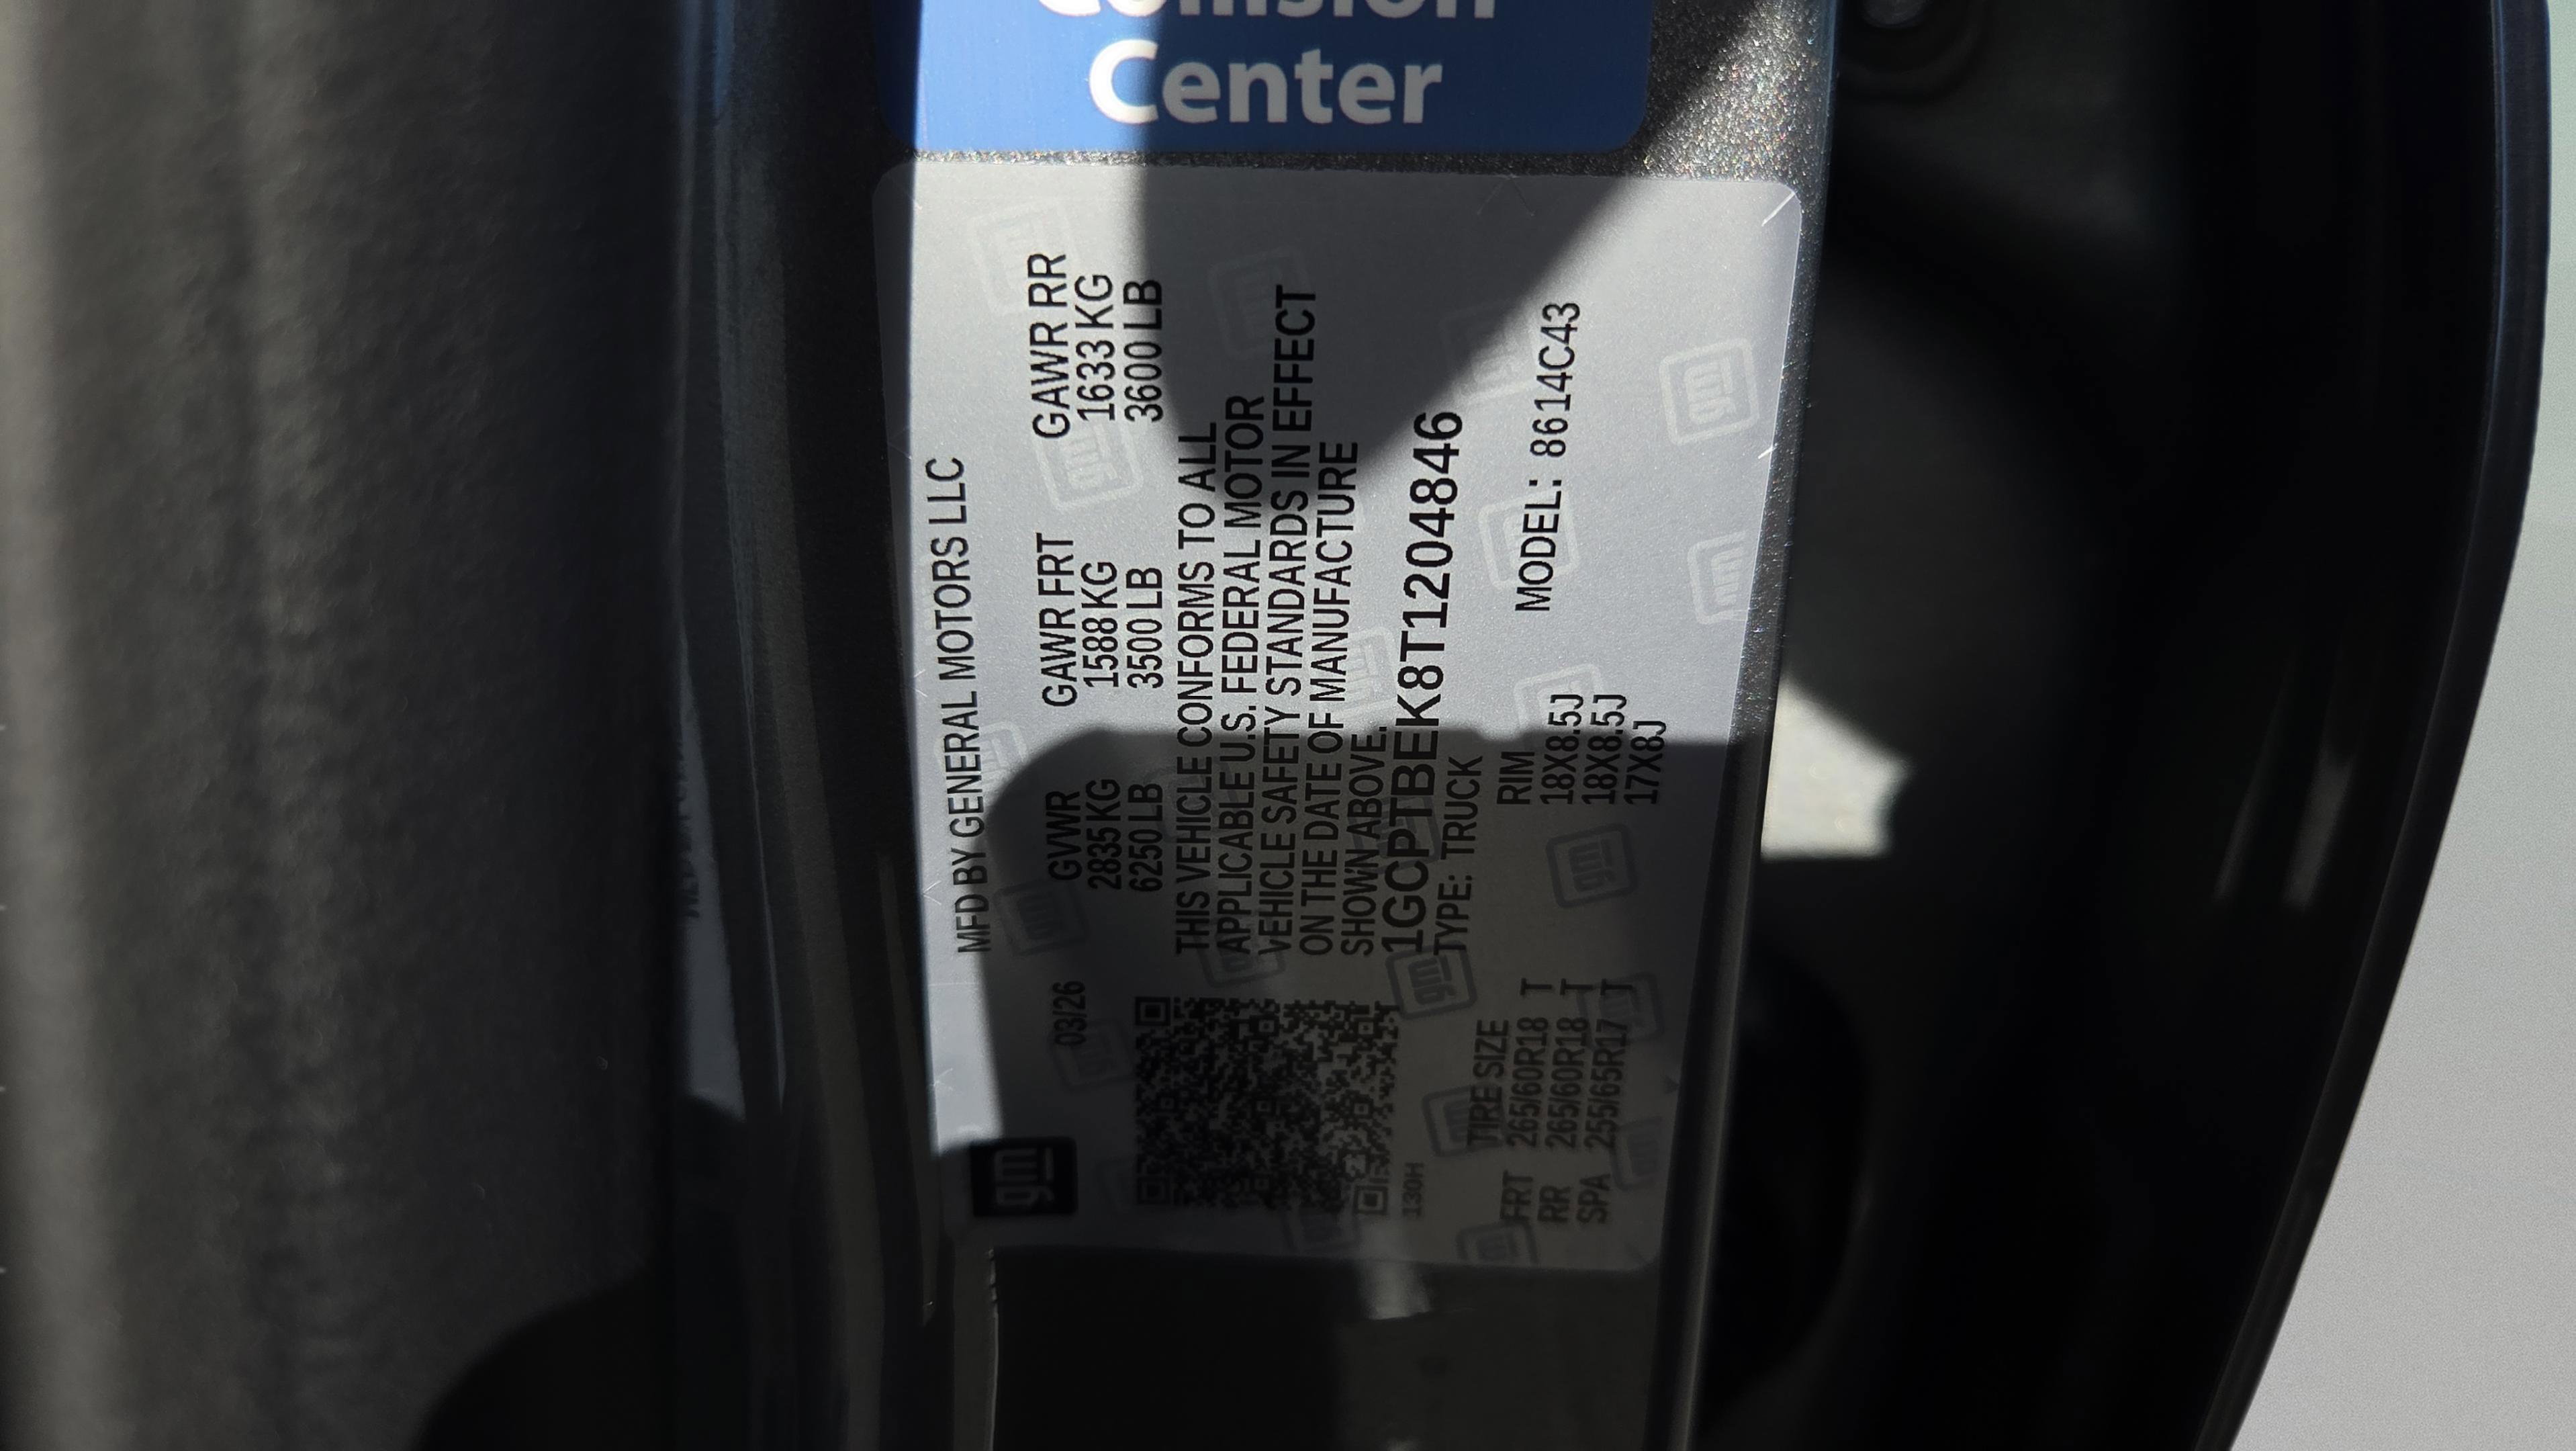 Collision
Center
gm
MFD BY GENERAL MOTORS LLC
03/26
GVWR GAWR FRT GAWR RR
2835 KG 1588 KG 1633 KG
6250 LB 3500 LB 3600 LB
THIS VEHICLE CONFORMS TO ALL
APPLICABLE U.S. FEDERAL MOTOR
VEHICLE SAFETY STANDARDS IN EFFECT
ON THE DATE OF MANUFACTURE
SHOWN ABOVE.
1GCPTBEK8T1204846
TYPE: TRUCK
130H
MODEL: 8614C43
TIRE SIZE RIM
FRT 265/60R18 T 18X8.5J
RR 265/60R18 T 18X8.5J
SPA 255/65R17 T 17X8J